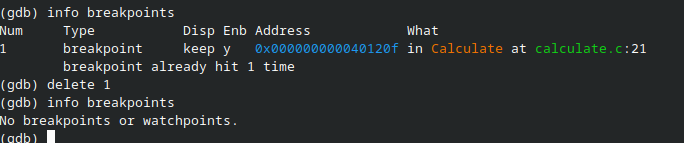 (gdb) info breakpoints
Num     Type           Disp Enb Address            What
1       breakpoint     keep y   0x000000000040120f in Calculate at calculate.c:21
        breakpoint already hit 1 time
(gdb) delete 1
(gdb) info breakpoints
No breakpoints or watchpoints.
(gdb)